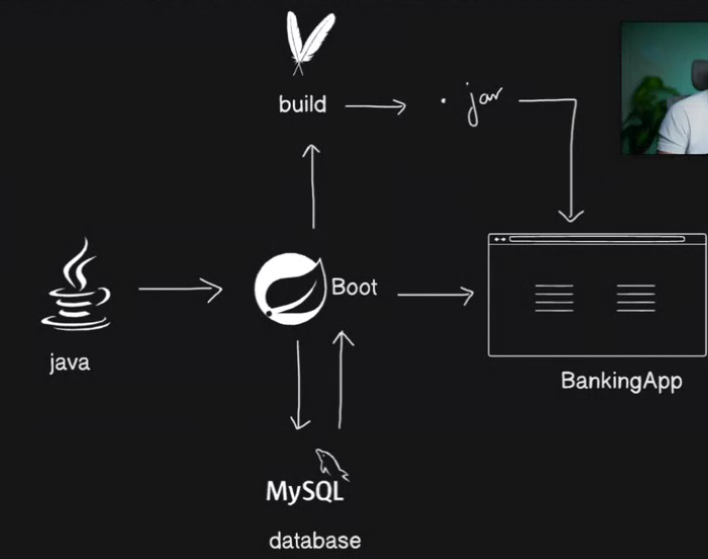 build
. jar
java
Boot
BankingApp
MySQL
database